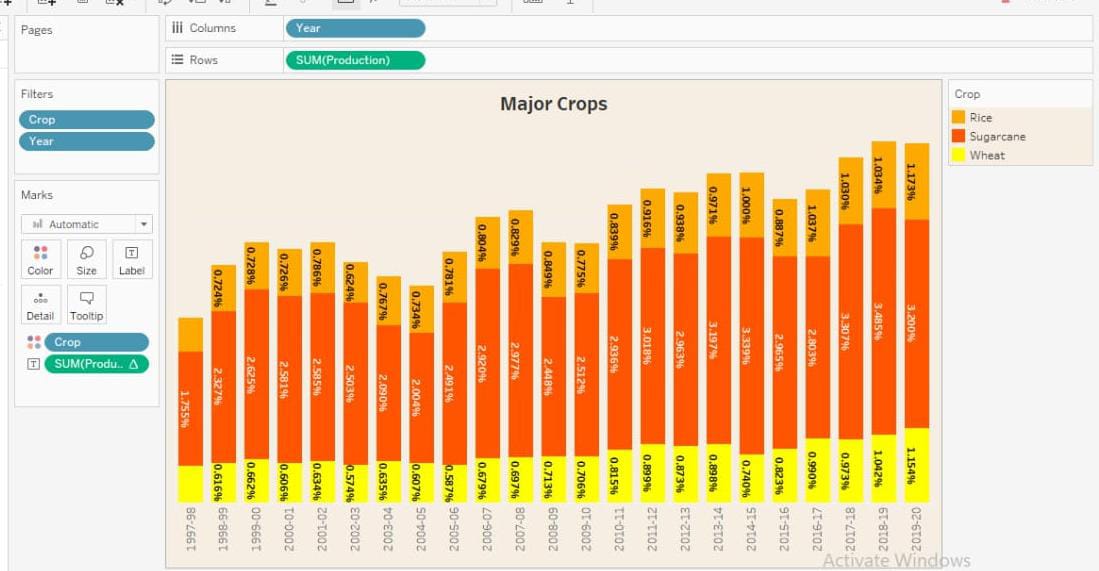 Pages
Columns Year
Rows SUM(Production)
Filters
Crop
Year
Marks
Automatic
Color Size Label
Detail Tooltip
Crop
SUM(Produ.. Δ
Major Crops
0.724% 0.728% 0.726% 0.786% 0.624% 0.767% 0.734% 0.781% 0.804% 0.829% 0.849% 0.775% 0.839% 0.916% 0.938% 0.971% 1.000% 0.887% 1.037% 1.030% 1.034% 1.173%
1.755% 2.327% 2.625% 2.581% 2.585% 2.503% 2.090% 2.004% 2.491% 2.920% 2.977% 2.448% 2.512% 2.936% 3.018% 2.963% 3.197% 3.339% 2.965% 2.803% 3.307% 3.485% 3.200%
0.616% 0.662% 0.606% 0.634% 0.574% 0.635% 0.607% 0.587% 0.679% 0.697% 0.713% 0.706% 0.815% 0.899% 0.873% 0.898% 0.740% 0.823% 0.990% 0.973% 1.042% 1.154%
1997-98 1998-99 1999-00 2000-01 2001-02 2002-03 2003-04 2004-05 2005-06 2006-07 2007-08 2008-09 2009-10 2010-11 2011-12 2012-13 2013-14 2014-15 2015-16 2016-17 2017-18 2018-19 2019-20
Crop
Rice
Sugarcane
Wheat
Activate Windows